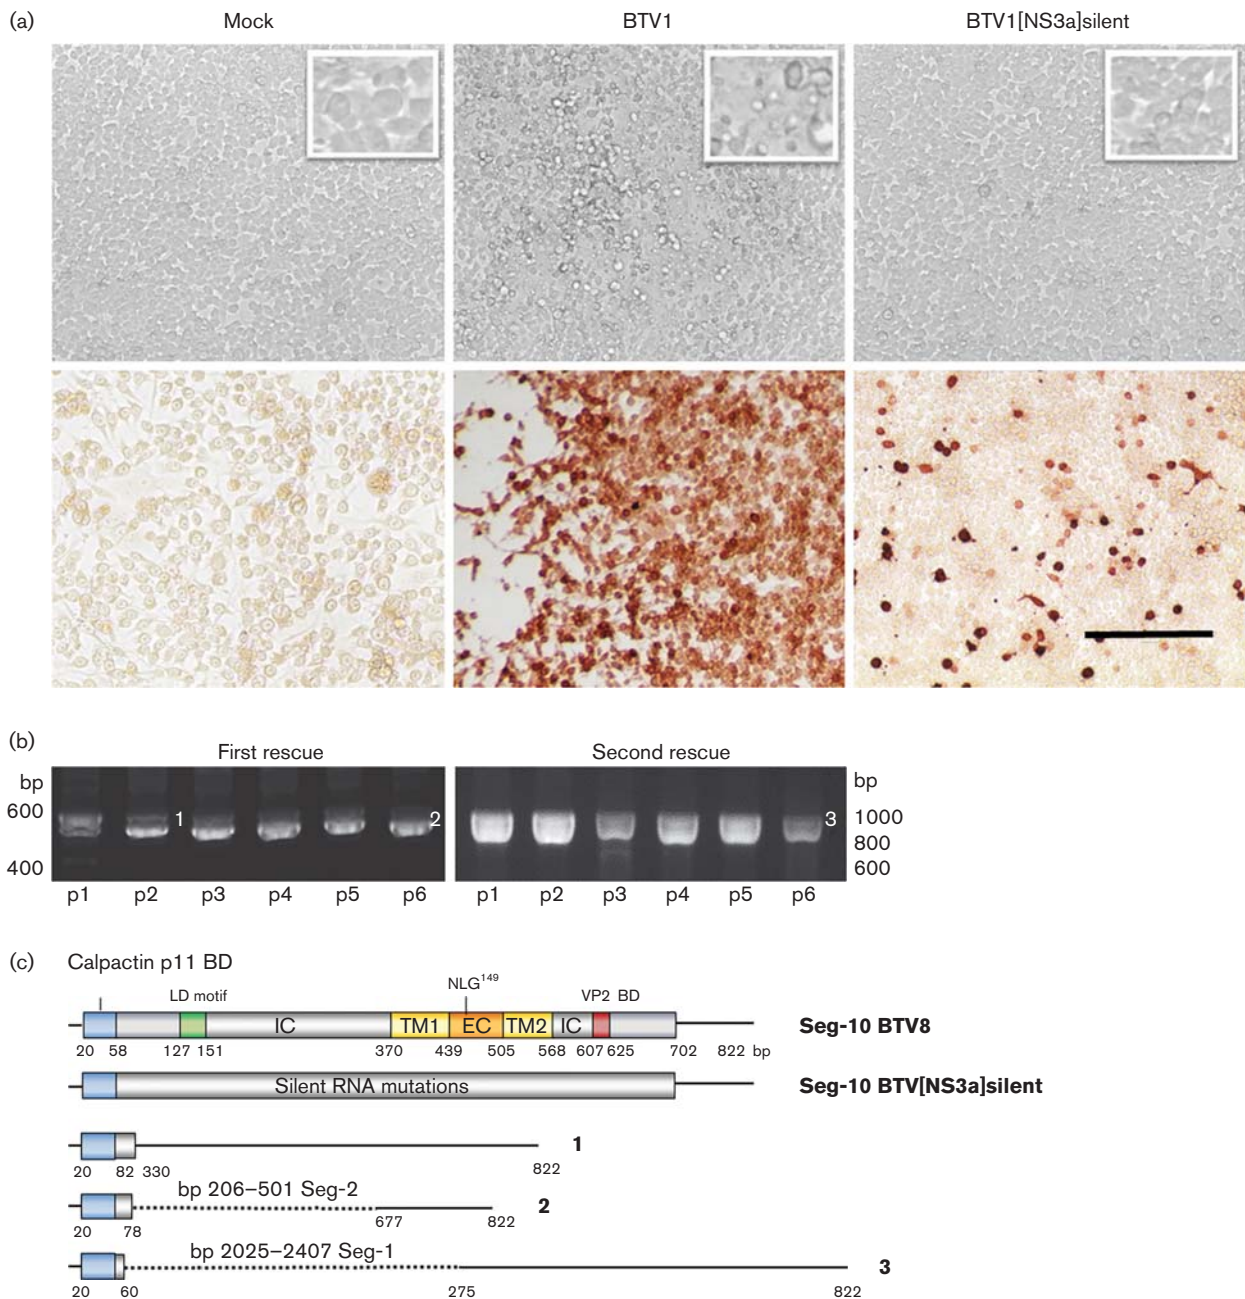 (a)
Mock BTV1 BTV1[NS3a]silent
(b)
First rescue Second rescue
bp bp
600 1 2 3 1000
800
400 600
p1 p2 p3 p4 p5 p6 p1 p2 p3 p4 p5 p6
(c) Calpactin p11 BD
NLG¹⁴⁹
LD motif VP2 BD
IC TM1 EC TM2 IC Seg-10 BTV8
20 58 127 151 370 439 505 568 607 625 702 822 bp
Silent RNA mutations Seg-10 BTV[NS3a]silent
1
20 82 330 822
bp 206–501 Seg-2
2
20 78 677 822
bp 2025–2407 Seg-1
3
20 60 275 822